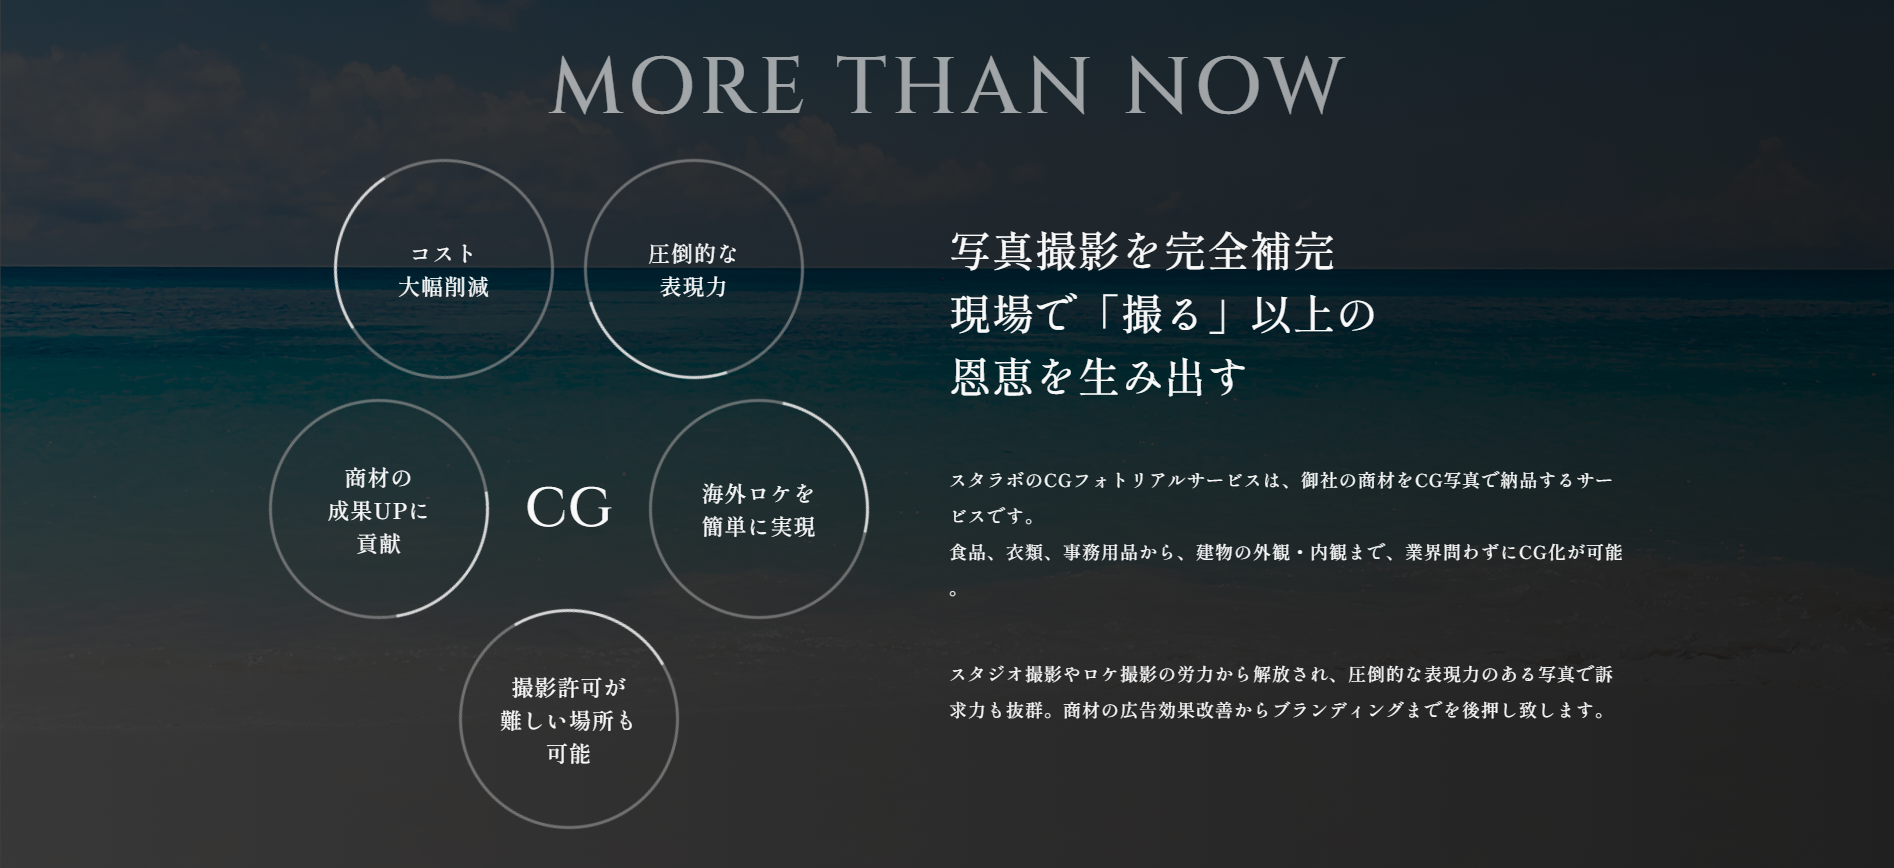 MORE THAN NOW
コスト
大幅削減
圧倒的な
表現力
商材の
成果UPに
貢献
CG
海外ロケを
簡単に実現
撮影許可が
難しい場所も
可能
写真撮影を完全補完
現場で「撮る」以上の
恩恵を生み出す
スタラボのCGフォトリアルサービスは、御社の商材をCG写真で納品するサー
ビスです。
食品、衣類、事務用品から、建物の外観・内観まで、業界問わずにCG化が可能
。
スタジオ撮影やロケ撮影の労力から解放され、圧倒的な表現力のある写真で訴
求力も抜群。商材の広告効果改善からブランディングまでを後押し致します。